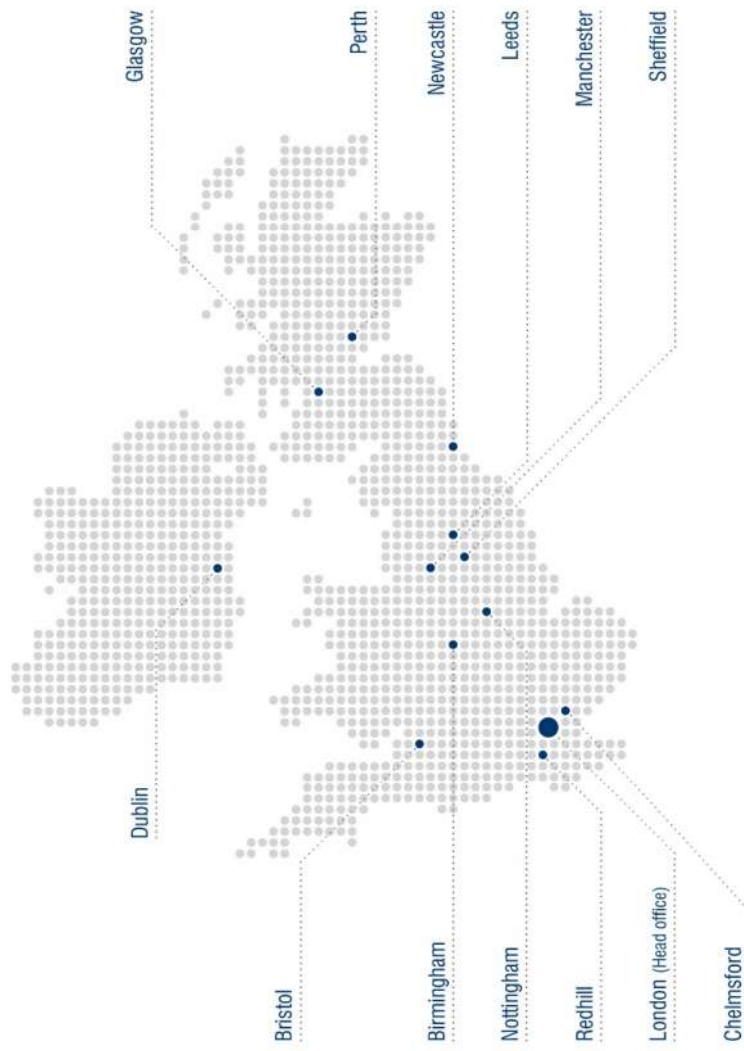 Glasgow
Perth
Newcastle
Leeds
Manchester
Sheffield
Dublin
Bristol
Birmingham
Nottingham
Redhill
London (Head office)
Chelmsford